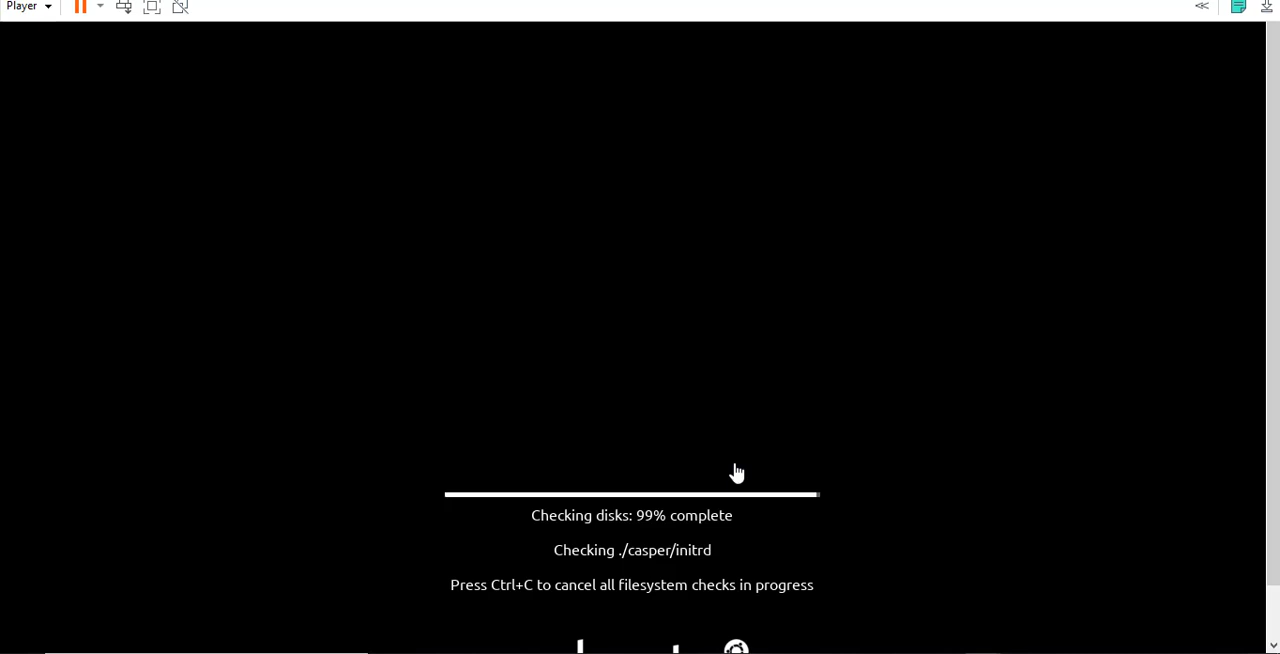 Player
Checking disks: 99% complete
Checking ./casper/initrd
Press Ctrl+C to cancel all filesystem checks in progress